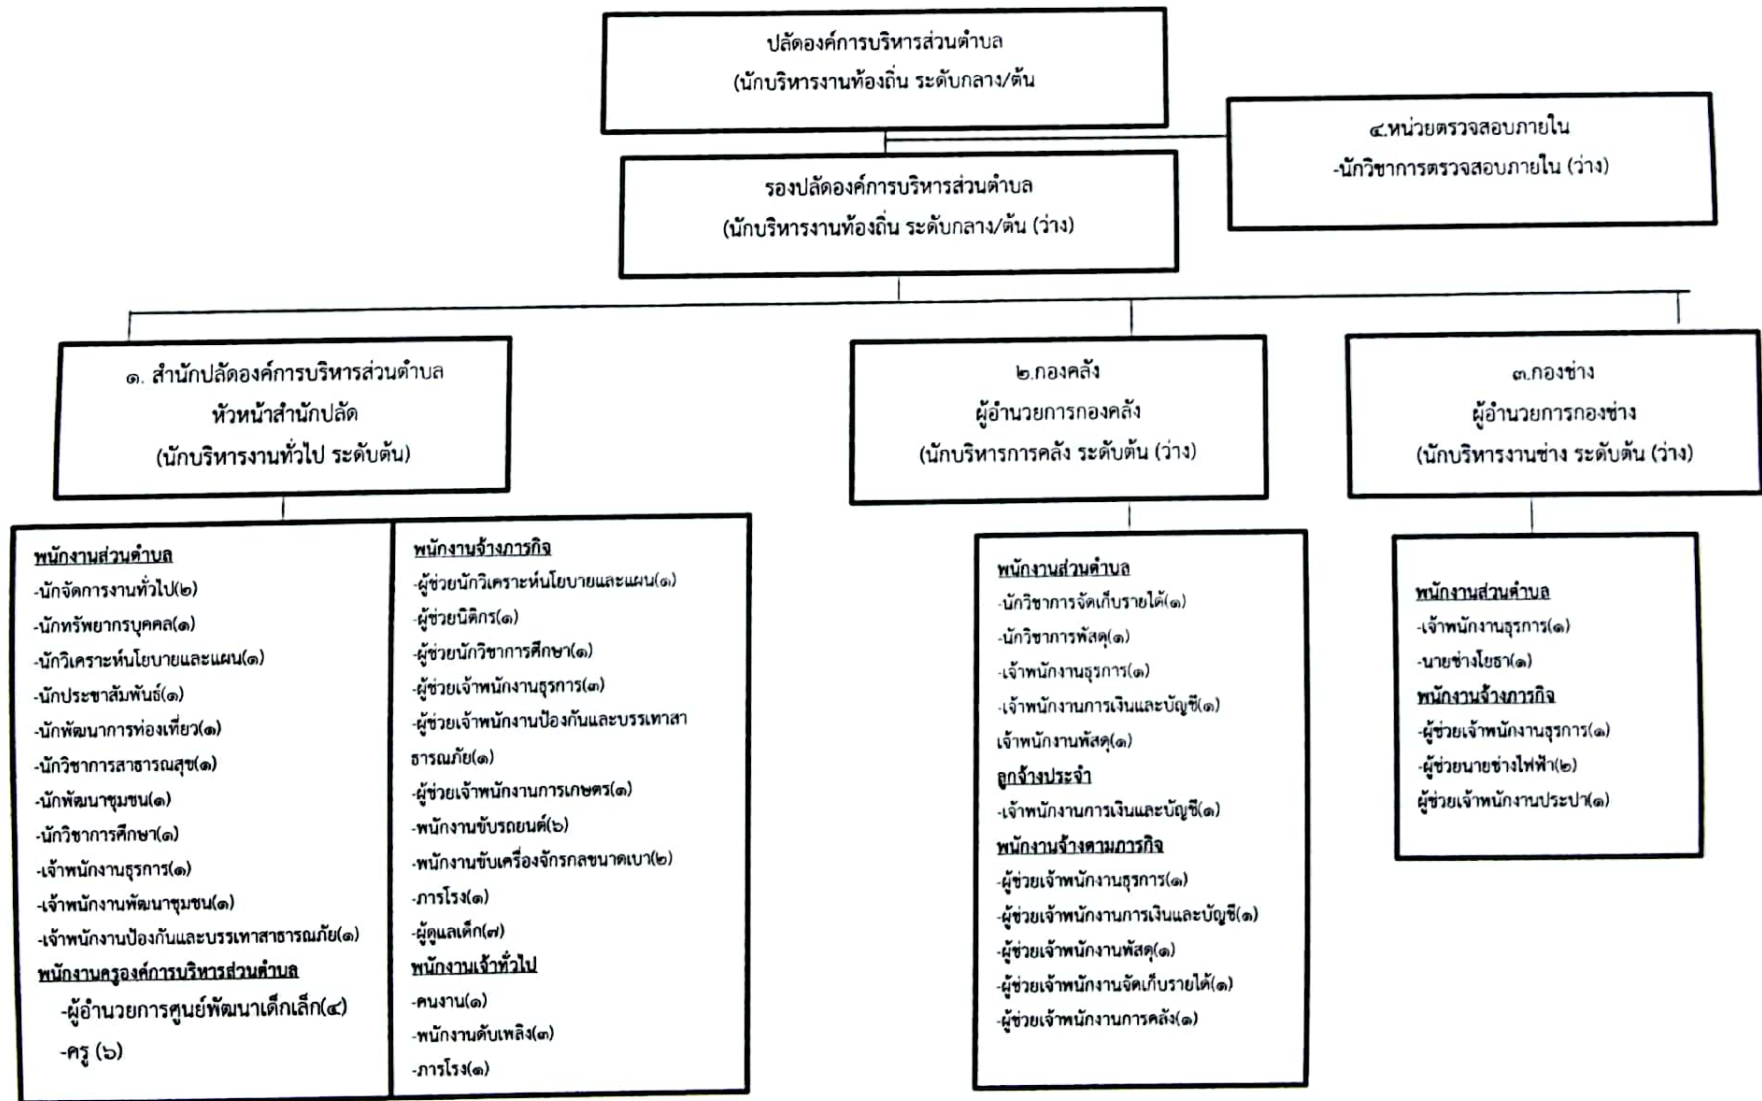 ปลัดองค์การบริหารส่วนตำบล
(นักบริหารงานท้องถิ่น ระดับกลาง/ต้น
๔.หน่วยตรวจสอบภายใน
-นักวิชาการตรวจสอบภายใน (ว่าง)
รองปลัดองค์การบริหารส่วนตำบล
(นักบริหารงานท้องถิ่น ระดับกลาง/ต้น (ว่าง)
๑. สำนักปลัดองค์การบริหารส่วนตำบล
หัวหน้าสำนักปลัด
(นักบริหารงานทั่วไป ระดับต้น)
๒.กองคลัง
ผู้อำนวยการกองคลัง
(นักบริหารการคลัง ระดับต้น (ว่าง)
๓.กองช่าง
ผู้อำนวยการกองช่าง
(นักบริหารงานช่าง ระดับต้น (ว่าง)
พนักงานส่วนตำบล
-นักจัดการงานทั่วไป(๒)
-นักทรัพยากรบุคคล(๑)
-นักวิเคราะห์นโยบายและแผน(๑)
-นักประชาสัมพันธ์(๑)
-นักพัฒนาการท่องเที่ยว(๑)
-นักวิชาการสาธารณสุข(๑)
-นักพัฒนาชุมชน(๑)
-นักวิชาการศึกษา(๑)
-เจ้าพนักงานธุรการ(๑)
-เจ้าพนักงานพัฒนาชุมชน(๑)
-เจ้าพนักงานป้องกันและบรรเทาสาธารณภัย(๑)
พนักงานครูองค์การบริหารส่วนตำบล
-ผู้อำนวยการศูนย์พัฒนาเด็กเล็ก(๔)
-ครู (๖)
พนักงานจ้างภารกิจ
-ผู้ช่วยนักวิเคราะห์นโยบายและแผน(๑)
-ผู้ช่วยนิติกร(๑)
-ผู้ช่วยนักวิชาการศึกษา(๑)
-ผู้ช่วยเจ้าพนักงานธุรการ(๓)
-ผู้ช่วยเจ้าพนักงานป้องกันและบรรเทาสา
ธารณภัย(๑)
-ผู้ช่วยเจ้าพนักงานการเกษตร(๑)
-พนักงานขับรถยนต์(๖)
-พนักงานขับเครื่องจักรกลขนาดเบา(๒)
-ภารโรง(๑)
-ผู้ดูแลเด็ก(๗)
พนักงานเจ้าทั่วไป
-คนงาน(๑)
-พนักงานดับเพลิง(๓)
-ภารโรง(๑)
พนักงานส่วนตำบล
-นักวิชาการจัดเก็บรายได้(๑)
-นักวิชาการพัสดุ(๑)
-เจ้าพนักงานธุรการ(๑)
-เจ้าพนักงานการเงินและบัญชี(๑)
เจ้าพนักงานพัสดุ(๑)
ลูกจ้างประจำ
-เจ้าพนักงานการเงินและบัญชี(๑)
พนักงานจ้างตามภารกิจ
-ผู้ช่วยเจ้าพนักงานธุรการ(๑)
-ผู้ช่วยเจ้าพนักงานการเงินและบัญชี(๑)
-ผู้ช่วยเจ้าพนักงานพัสดุ(๑)
-ผู้ช่วยเจ้าพนักงานจัดเก็บรายได้(๑)
-ผู้ช่วยเจ้าพนักงานการคลัง(๑)
พนักงานส่วนตำบล
-เจ้าพนักงานธุรการ(๑)
-นายช่างโยธา(๑)
พนักงานจ้างภารกิจ
-ผู้ช่วยเจ้าพนักงานธุรการ(๑)
-ผู้ช่วยนายช่างไฟฟ้า(๒)
ผู้ช่วยเจ้าพนักงานประปา(๑)